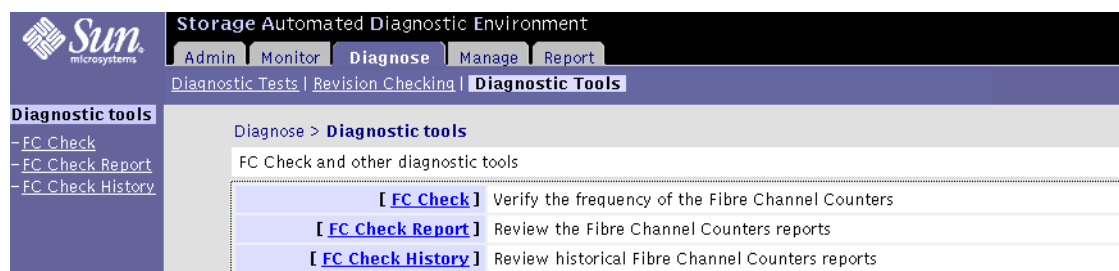 Sun
microsystems
Storage Automated Diagnostic Environment
Admin Monitor Diagnose Manage Report
Diagnostic Tests | Revision Checking | Diagnostic Tools
Diagnostic tools
– FC Check
– FC Check Report
– FC Check History
Diagnose > Diagnostic tools
FC Check and other diagnostic tools
[ FC Check ] Verify the frequency of the Fibre Channel Counters
[ FC Check Report ] Review the Fibre Channel Counters reports
[ FC Check History ] Review historical Fibre Channel Counters reports